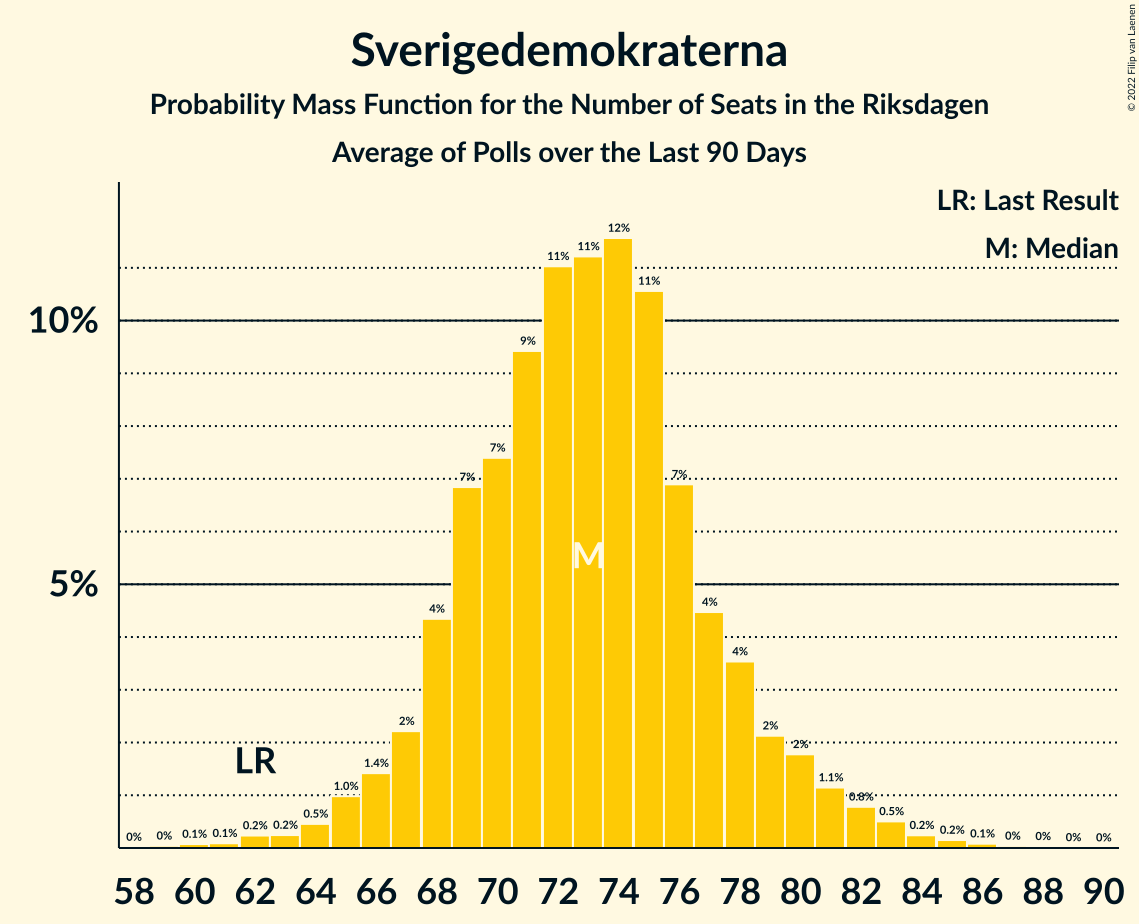 Sverigedemokraterna
Probability Mass Function for the Number of Seats in the Riksdagen
Average of Polls over the Last 90 Days
© 2022 Filip van Laenen
LR: Last Result
M: Median
10%
5%
0% 0% 0.1% 0.1% 0.2% 0.2% 0.5% 1.0% 1.4% 2% 4% 7% 7% 9% 11% 11% 12% 11% 7% 4% 4% 2% 2% 1.1% 0.8% 0.5% 0.2% 0.2% 0.1% 0% 0% 0% 0%
M
LR
58 60 62 64 66 68 70 72 74 76 78 80 82 84 86 88 90